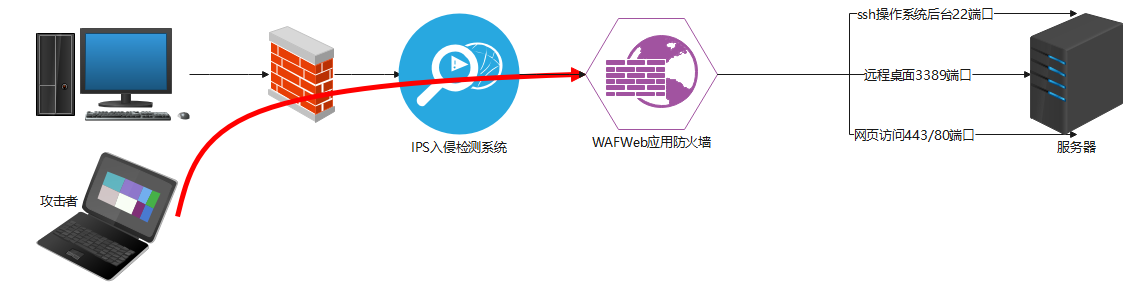 ssh操作系统后台22端口
远程桌面3389端口
网页访问443/80端口
IPS入侵检测系统
WAFWeb应用防火墙
服务器
攻击者